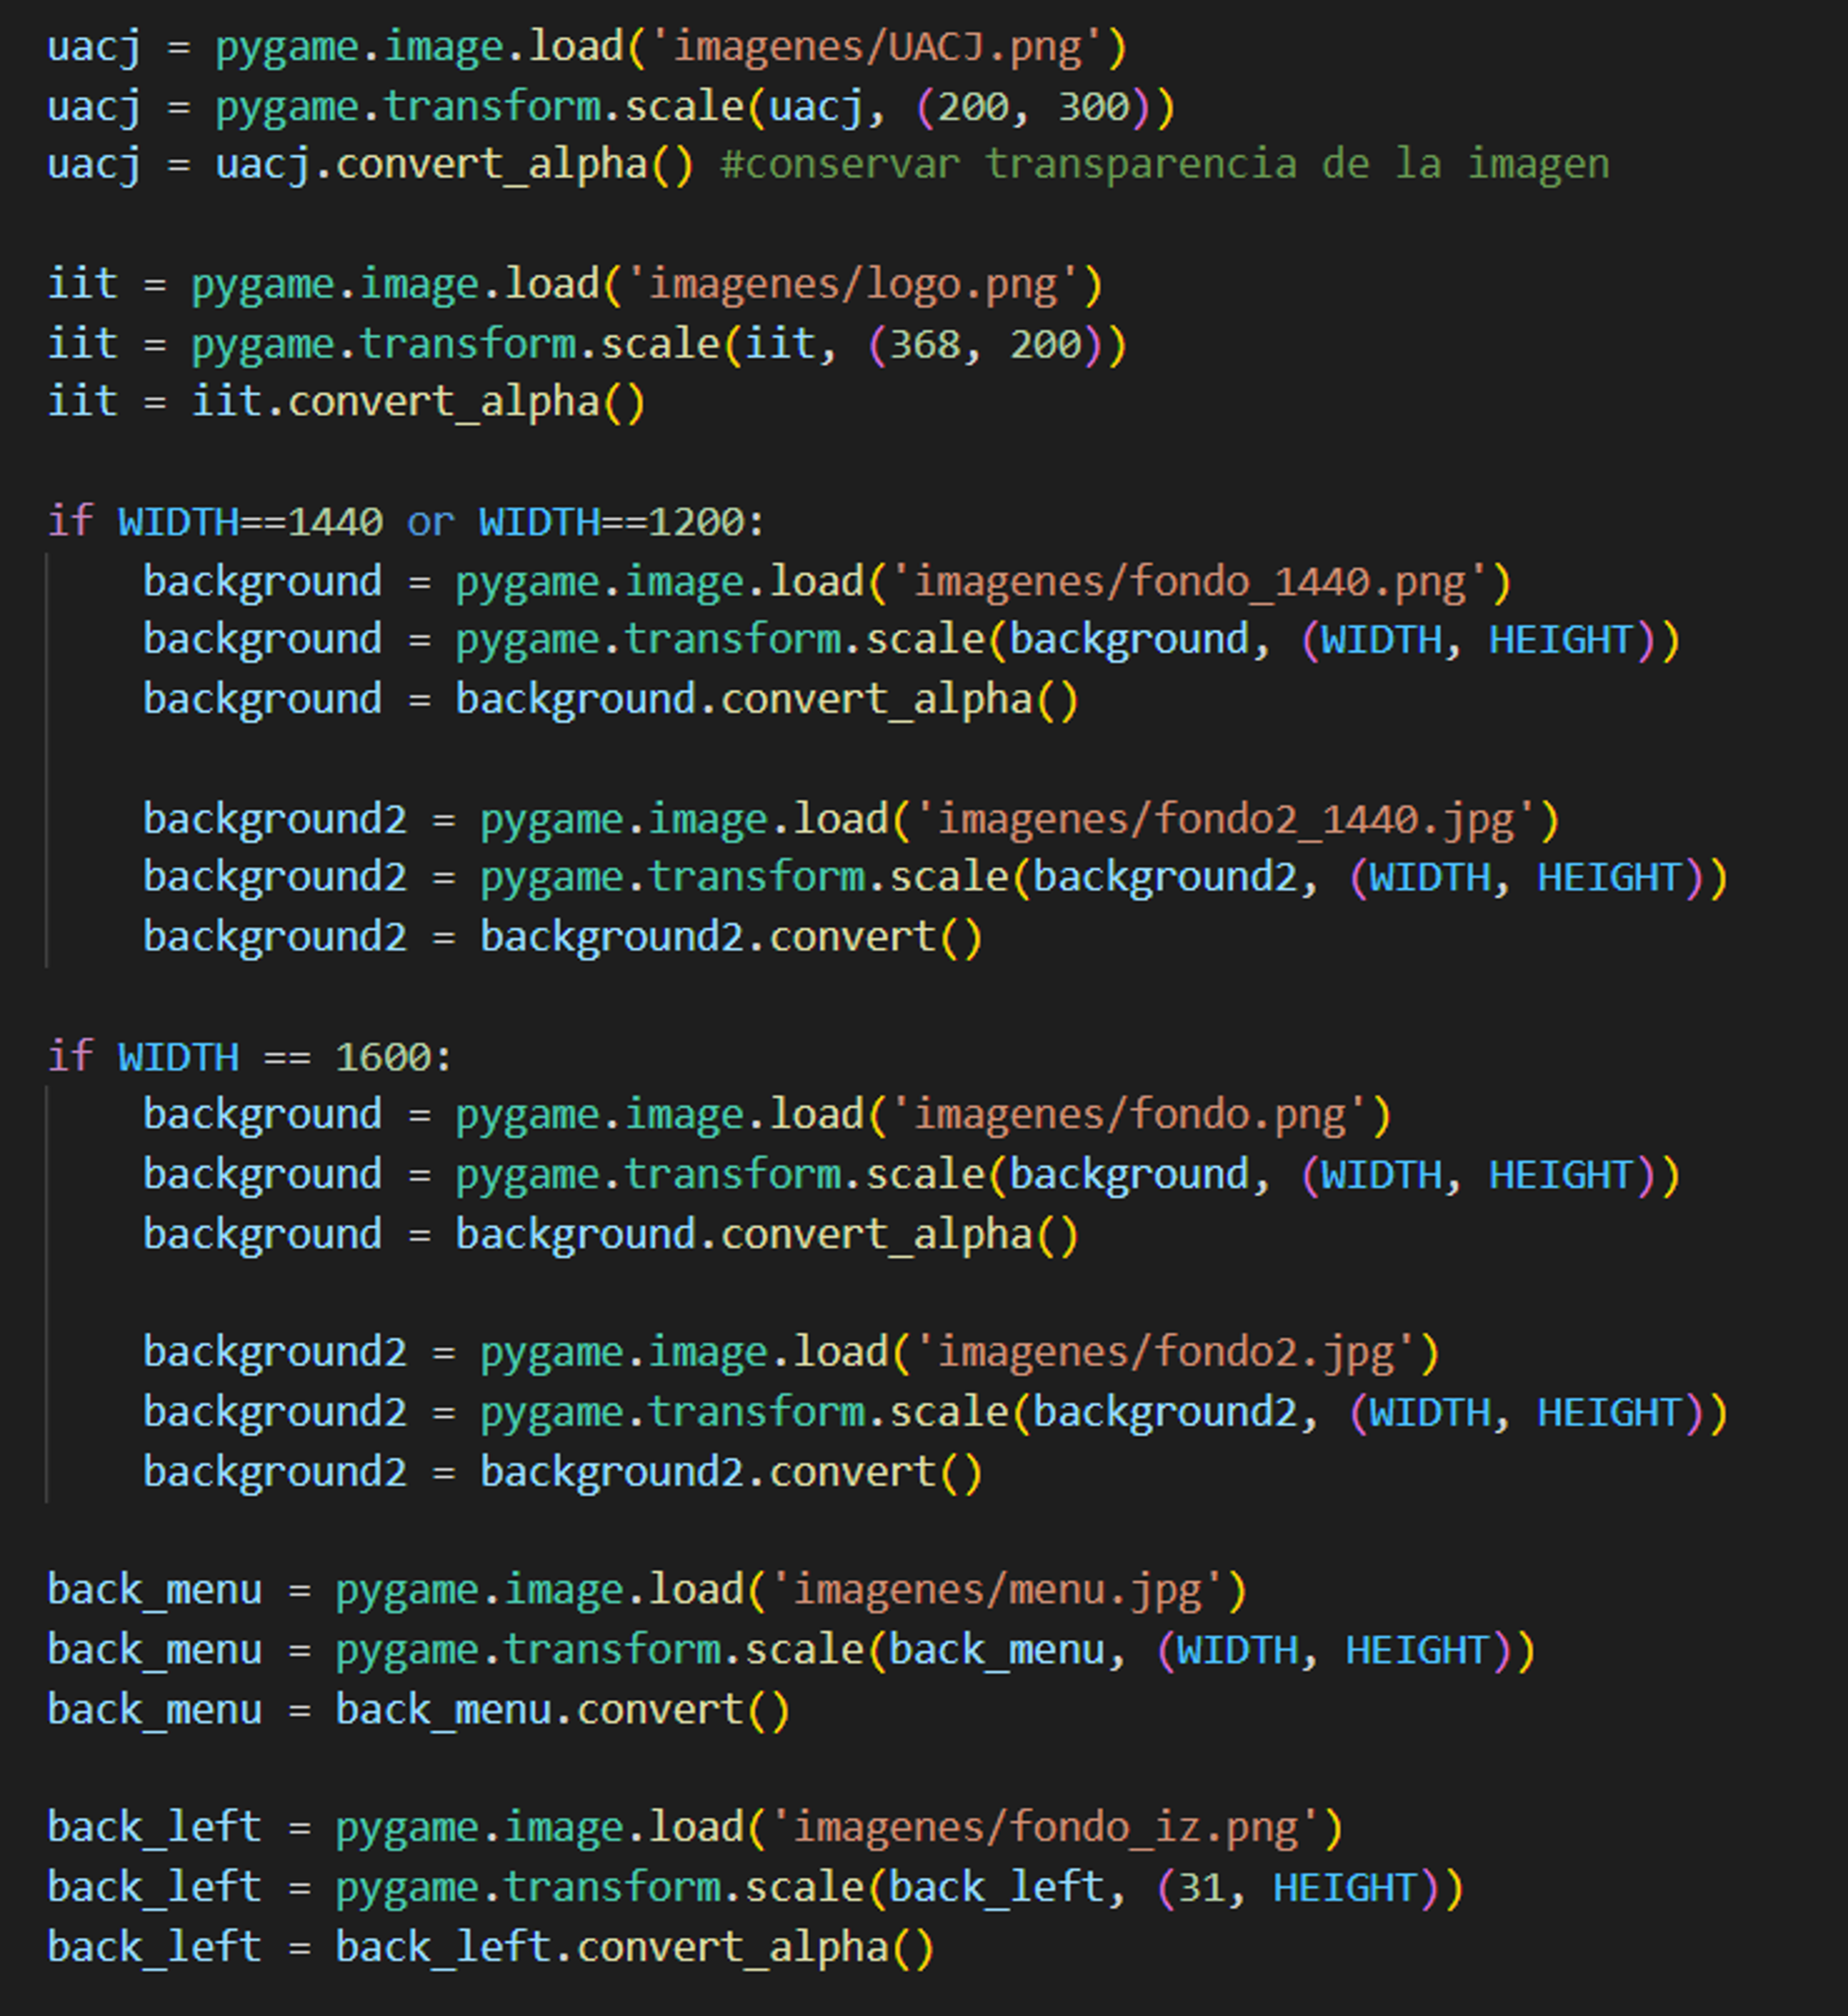 uacj = pygame.image.load('imagenes/UACJ.png')
uacj = pygame.transform.scale(uacj, (200, 300))
uacj = uacj.convert_alpha() #conservar transparencia de la imagen
iit = pygame.image.load('imagenes/logo.png')
iit = pygame.transform.scale(iit, (368, 200))
iit = iit.convert_alpha()
if WIDTH==1440 or WIDTH==1200:
    background = pygame.image.load('imagenes/fondo_1440.png')
    background = pygame.transform.scale(background, (WIDTH, HEIGHT))
    background = background.convert_alpha()
    background2 = pygame.image.load('imagenes/fondo2_1440.jpg')
    background2 = pygame.transform.scale(background2, (WIDTH, HEIGHT))
    background2 = background2.convert()
if WIDTH == 1600:
    background = pygame.image.load('imagenes/fondo.png')
    background = pygame.transform.scale(background, (WIDTH, HEIGHT))
    background = background.convert_alpha()
    background2 = pygame.image.load('imagenes/fondo2.jpg')
    background2 = pygame.transform.scale(background2, (WIDTH, HEIGHT))
    background2 = background2.convert()
back_menu = pygame.image.load('imagenes/menu.jpg')
back_menu = pygame.transform.scale(back_menu, (WIDTH, HEIGHT))
back_menu = back_menu.convert()
back_left = pygame.image.load('imagenes/fondo_iz.png')
back_left = pygame.transform.scale(back_left, (31, HEIGHT))
back_left = back_left.convert_alpha()